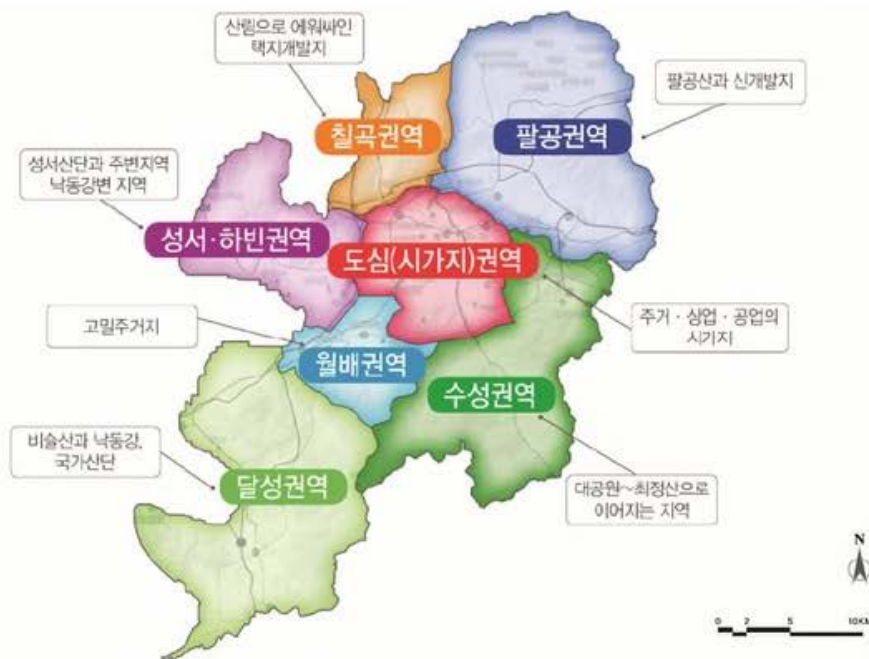 산림으로 에워싸인
택지개발지
칠곡권역
팔공권역
팔공산과 신개발지
성서산단과 주변지역
낙동강변 지역
성서·하빈권역
도심(시가지)권역
고밀주거지
주거·상업·공업의
시가지
월배권역
수성권역
비슬산과 낙동강,
국가산단
달성권역
대공원~최정산으로
이어지는 지역
N
0 2 5 10KM